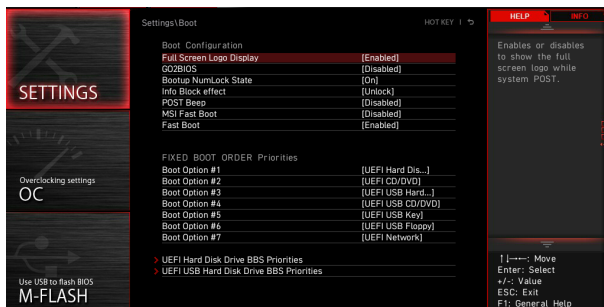 Settings\Boot
HOT KEY
HELP
INFO
SETTINGS
Overclocking settings
OC
Use USB to flash BIOS
M-FLASH
Boot Configuration
Full Screen Logo Display [Enabled]
GO2BIOS [Disabled]
Bootup NumLock State [On]
Info Block effect [Unlock]
POST Beep [Disabled]
MSI Fast Boot [Disabled]
Fast Boot [Enabled]
FIXED BOOT ORDER Priorities
Boot Option #1 [UEFI Hard Dis...]
Boot Option #2 [UEFI CD/DVD]
Boot Option #3 [UEFI USB Hard...]
Boot Option #4 [UEFI USB CD/DVD]
Boot Option #5 [UEFI USB Key]
Boot Option #6 [UEFI USB Floppy]
Boot Option #7 [UEFI Network]
UEFI Hard Disk Drive BBS Priorities
UEFI USB Hard Disk Drive BBS Priorities
Enables or disables
to show the full
screen logo while
system POST.
↑↓→←: Move
Enter: Select
+/-: Value
ESC: Exit
F1: General Help